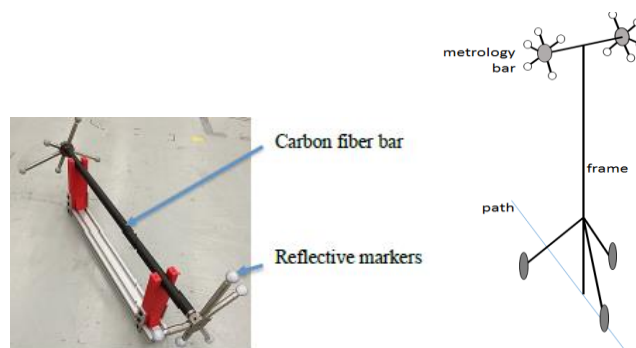 Carbon fiber bar
Reflective markers
metrology
bar
frame
path